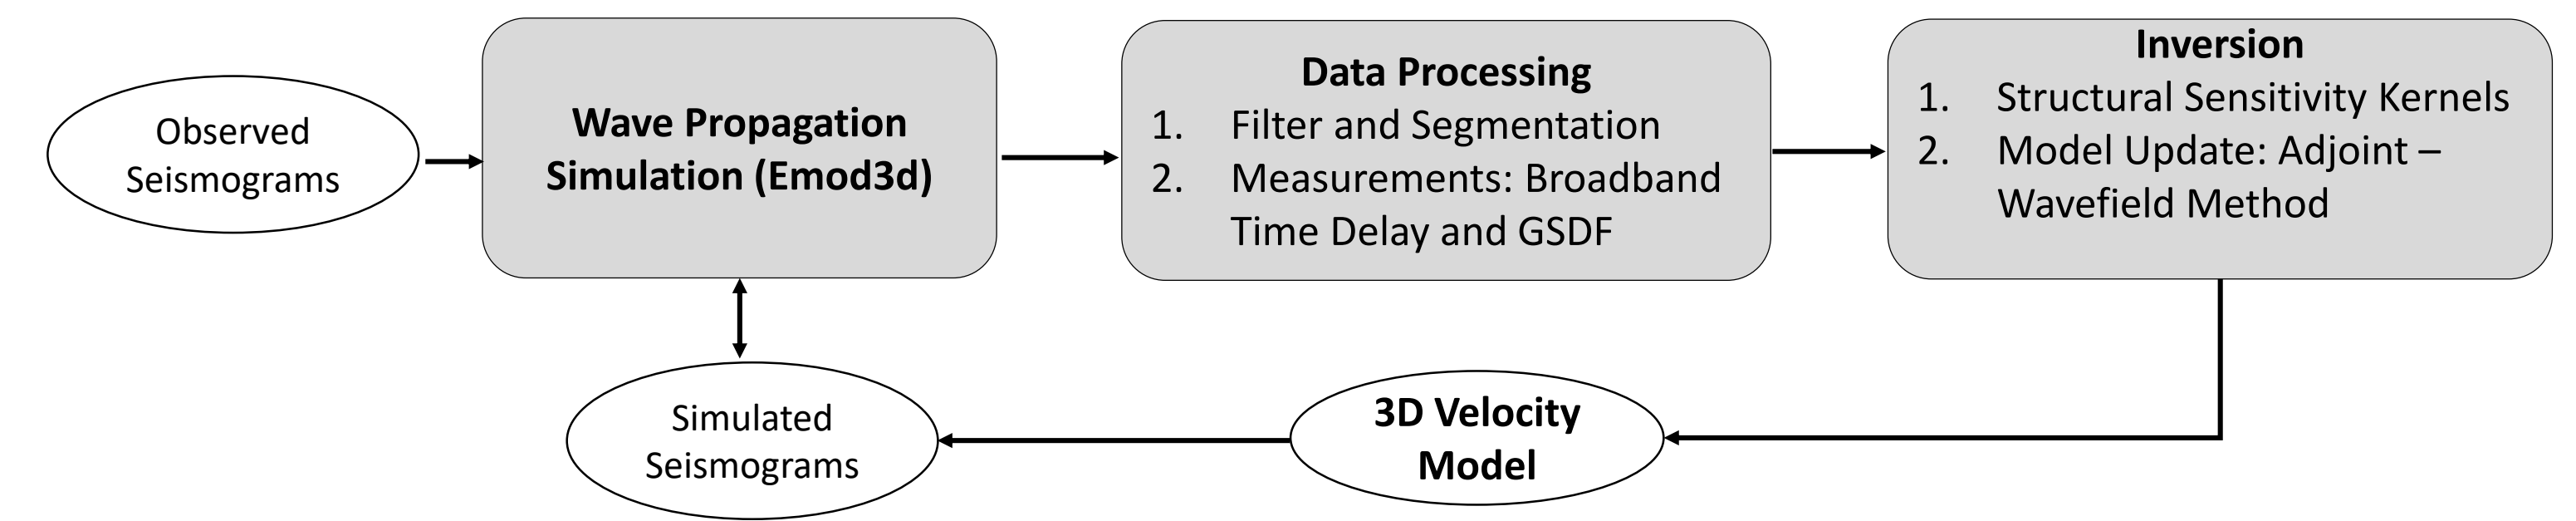 Observed
Seismograms
Wave Propagation
Simulation (Emod3d)
Data Processing
1. Filter and Segmentation
2. Measurements: Broadband
Time Delay and GSDF
Inversion
1. Structural Sensitivity Kernels
2. Model Update: Adjoint –
Wavefield Method
Simulated
Seismograms
3D Velocity
Model